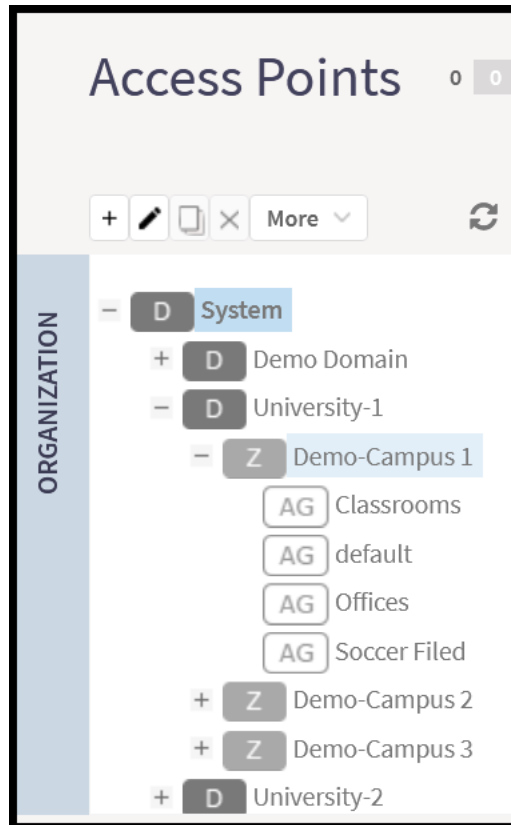 Access Points 0 0
+ More
ORGANIZATION
− D System
+ D Demo Domain
− D University-1
− Z Demo-Campus 1
AG Classrooms
AG default
AG Offices
AG Soccer Filed
+ Z Demo-Campus 2
+ Z Demo-Campus 3
+ D University-2